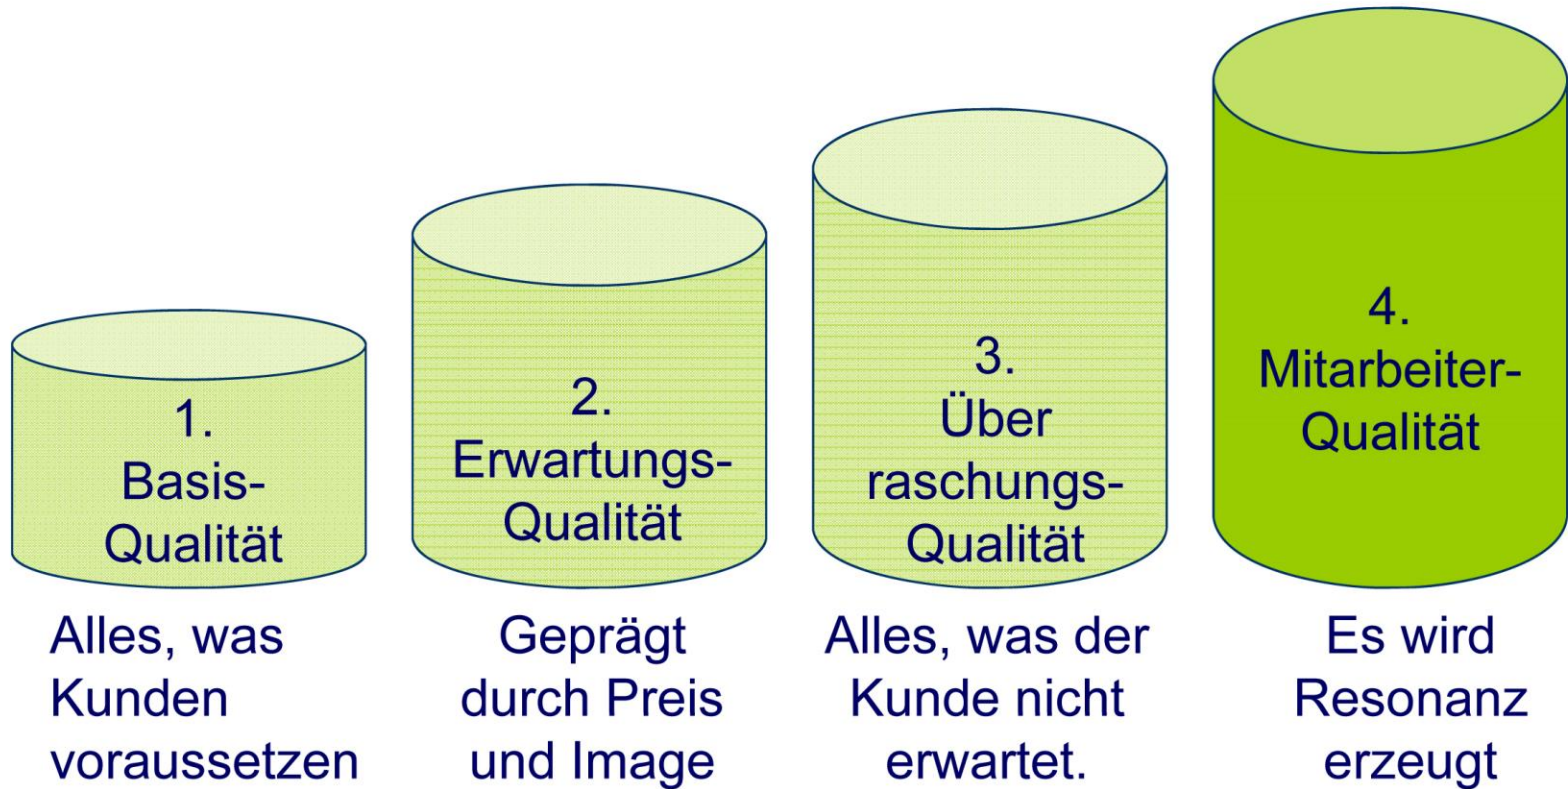 1.
Basis-
Qualität
Alles, was
Kunden
voraussetzen
2.
Erwartungs-
Qualität
Geprägt
durch Preis
und Image
3.
Über
raschungs-
Qualität
Alles, was der
Kunde nicht
erwartet.
4.
Mitarbeiter-
Qualität
Es wird
Resonanz
erzeugt